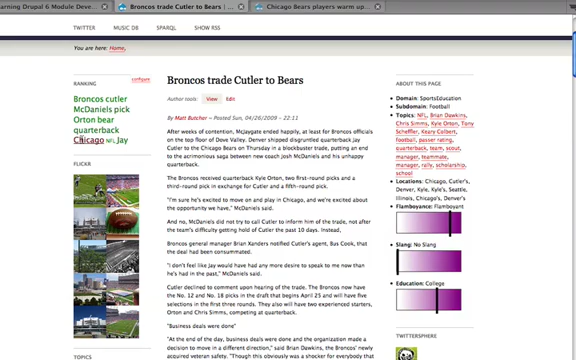 arning Drupal 6 Module Deve...
Broncos trade Cutler to Bears | ...
Chicago Bears players warm up...
TWITTER
MUSIC DB
SPARQL
SHOW RSS
You are here: Home,
RANKING
configure
Broncos cutler
McDaniels pick
Orton bear
quarterback
Chicago NFL Jay
FLICKR
TOPICS
Broncos trade Cutler to Bears
Author tools: View Edit
By Matt Butcher ~ Posted Sun, 04/26/2009 - 22:11
After weeks of contention, McJaygate ended happily, at least for Broncos officials
on the top floor of Dove Valley. Denver shipped disgruntled quarterback Jay
Cutler to the Chicago Bears on Thursday in a blockbuster trade, putting an end
to the acrimonious saga between new coach Josh McDaniels and his unhappy
quarterback.
The Broncos received quarterback Kyle Orton, two first-round picks and a
third-round pick in exchange for Cutler and a fifth-round pick.
"I'm sure he's excited to move on and play in Chicago, and we're excited about
the opportunity we have," McDaniels said.
And no, McDaniels did not try to call Cutler to inform him of the trade, not after
the team's difficulty getting hold of Cutler the past 10 days. Instead,
Broncos general manager Brian Xanders notified Cutler's agent, Bus Cook, that
the deal had been consummated.
"I don't feel like Jay would have had any more desire to speak to me now than
he's had in the past," McDaniels said.
Cutler declined to comment upon hearing of the trade. The Broncos now have
the No. 12 and No. 18 picks in the draft that begins April 25 and will have five
selections in the first three rounds. They also will have two experienced starters,
Orton and Chris Simms, competing at quarterback.
"Business deals were done"
"At the end of the day, business deals were done and the organization made a
decision to move in a different direction," said Brian Dawkins, the Broncos' newly
acquired veteran safety. "Though this obviously was a shocker for everybody that
ABOUT THIS PAGE
Domain: SportsEducation
Subdomain: Football
Topics: NFL, Brian Dawkins,
Chris Simms, Kyle Orton, Tony
Scheffler, Keary Colbert,
football, passer rating,
quarterback, team, scout,
manager, teammate,
manager, rally, scholarship,
school
Locations: Chicago, Cutler's,
Denver, Kyle, Kyle's, Seattle,
Illinois, Chicago's, Denver's
Flamboyance: Flamboyant
Slang: No Slang
Education: College
TWITTERSPHERE